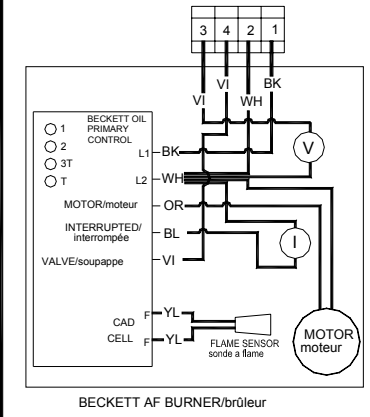 3 4 2 1
VI VI WH BK
BECKETT OIL
PRIMARY
CONTROL
1
2
3T
T
L1 BK
L2 WH
MOTOR/moteur OR
INTERRUPTED/
interrompée BL
VALVE/soupappe VI
V
I
CAD
CELL
F YL
F YL
FLAME SENSOR
sonde a flame
MOTOR
moteur
BECKETT AF BURNER/brûleur